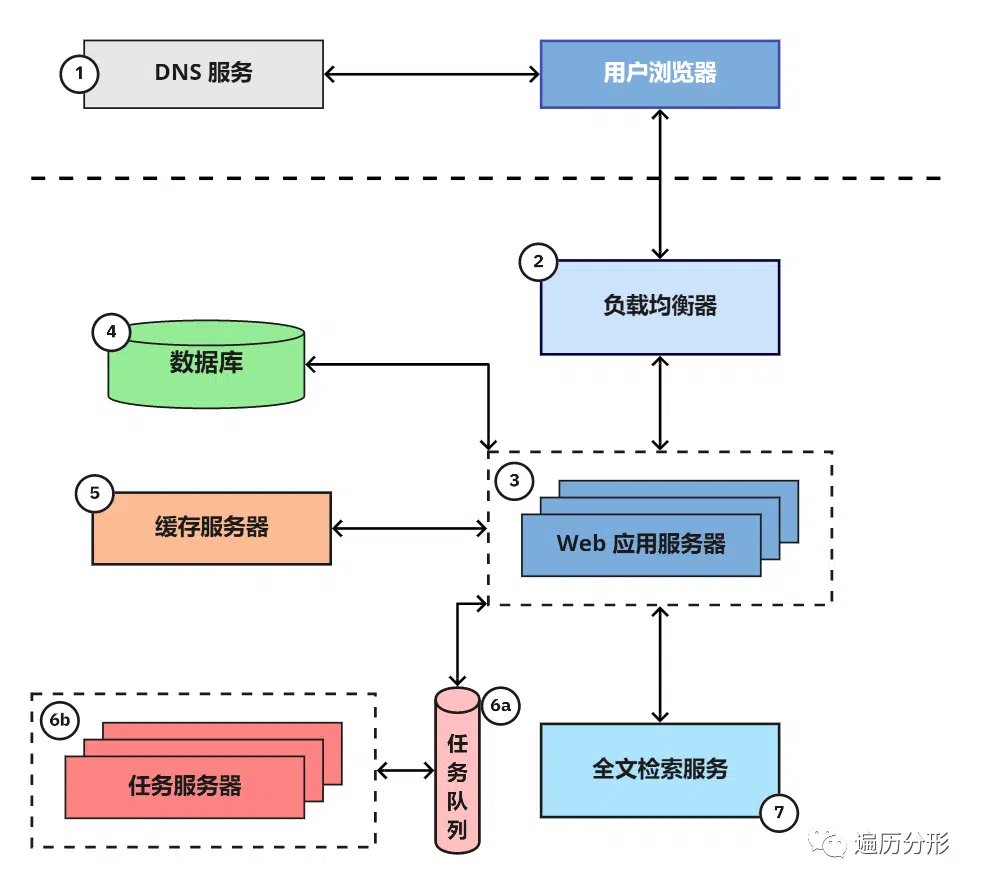 1
DNS 服务
用户浏览器
2
负载均衡器
4
数据库
3
Web 应用服务器
5
缓存服务器
6b
任务服务器
6a
任
务
队
列
全文检索服务
7
遍历分形